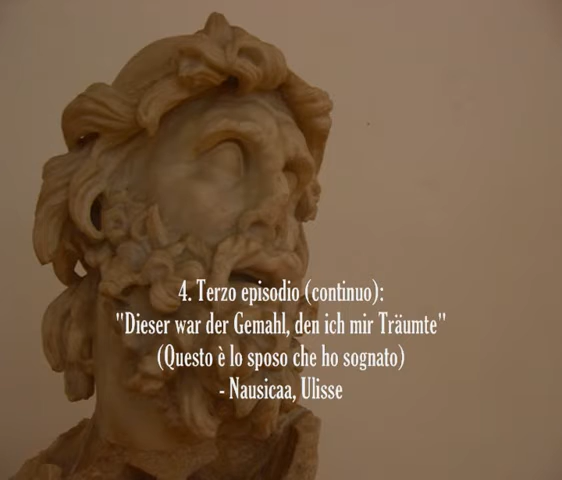 4. Terzo episodio (continuo):
"Dieser war der Gemahl, den ich mir Träumte"
(Questo è lo sposo che ho sognato)
- Nausicaa, Ulisse